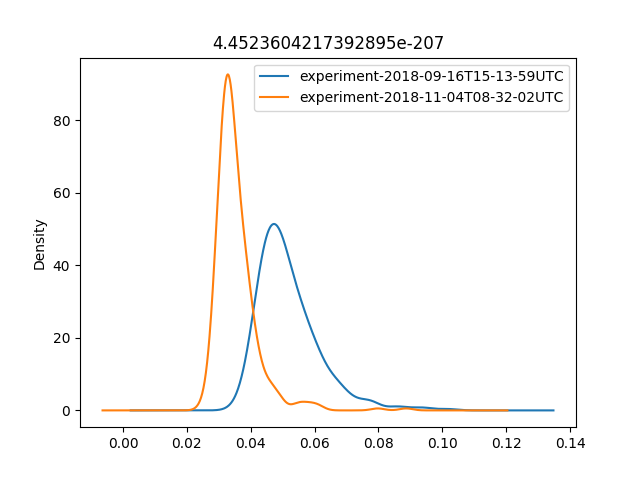 4.4523604217392895e-207
experiment-2018-09-16T15-13-59UTC
experiment-2018-11-04T08-32-02UTC
Density
80
60
40
20
0
0.00 0.02 0.04 0.06 0.08 0.10 0.12 0.14